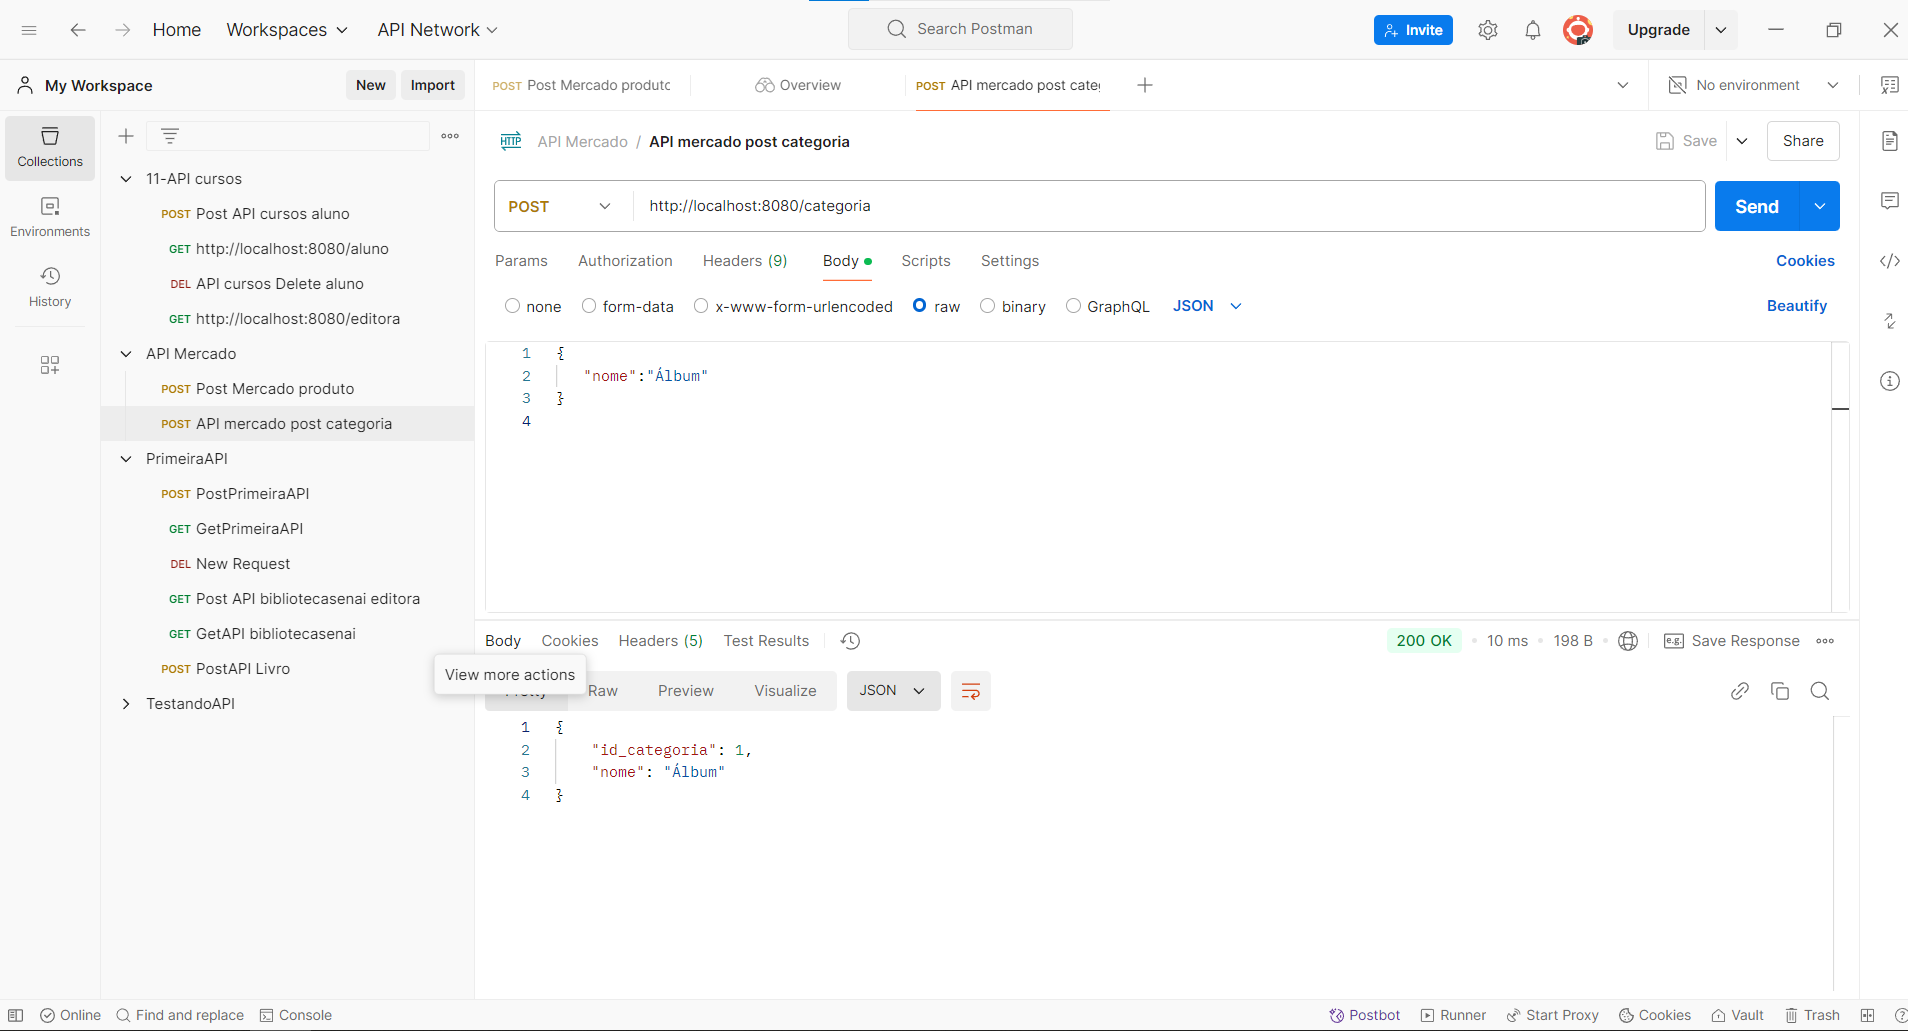 Home Workspaces API Network Search Postman Invite Upgrade
My Workspace New Import
POST Post Mercado produto Overview POST API mercado post cate No environment
Collections
Environments
History
11-API cursos
POST Post API cursos aluno
GET http://localhost:8080/aluno
DEL API cursos Delete aluno
GET http://localhost:8080/editora
API Mercado
POST Post Mercado produto
POST API mercado post categoria
PrimeiraAPI
POST PostPrimeiraAPI
GET GetPrimeiraAPI
DEL New Request
GET Post API bibliotecasenai editora
GET GetAPI bibliotecasenai
POST PostAPI Livro
TestandoAPI
HTTP API Mercado / API mercado post categoria Save Share
POST http://localhost:8080/categoria Send
Params Authorization Headers (9) Body Scripts Settings Cookies
none form-data x-www-form-urlencoded raw binary GraphQL JSON Beautify
1 {
2 "nome":"Álbum"
3 }
4
Body Cookies Headers (5) Test Results 200 OK 10 ms 198 B e.g. Save Response
View more actions
Raw Preview Visualize JSON
1 {
2 "id_categoria": 1,
3 "nome": "Álbum"
4 }
Online Find and replace Console Postbot Runner Start Proxy Cookies Vault Trash